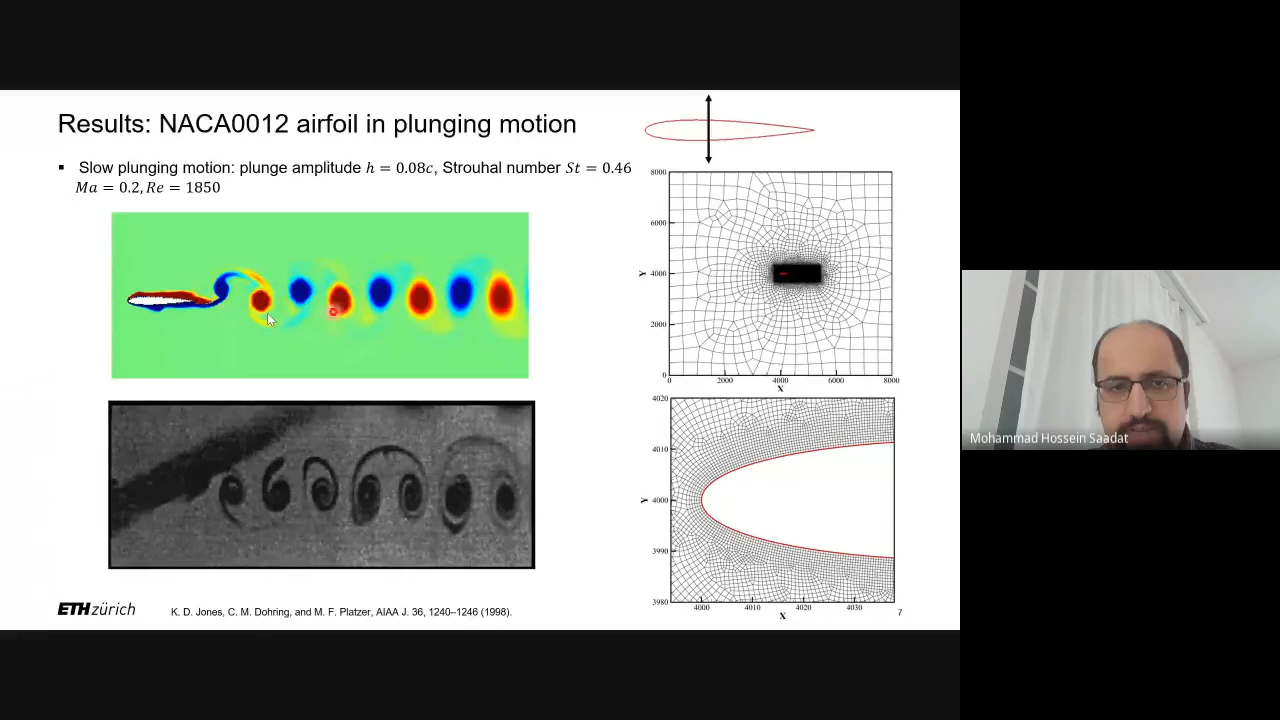 Results: NACA0012 airfoil in plunging motion
▪ Slow plunging motion: plunge amplitude h = 0.08c, Strouhal number St = 0.46
Ma = 0.2, Re = 1850
8000
6000
Y
4000
2000
0
0 2000 4000 6000 8000
X
4020
4010
Y
4000
3990
3980
4000 4010 4020 4030
X
Mohammad Hossein Saadat
ETH zürich
K. D. Jones, C. M. Dohring, and M. F. Platzer, AIAA J. 36, 1240–1246 (1998).
7